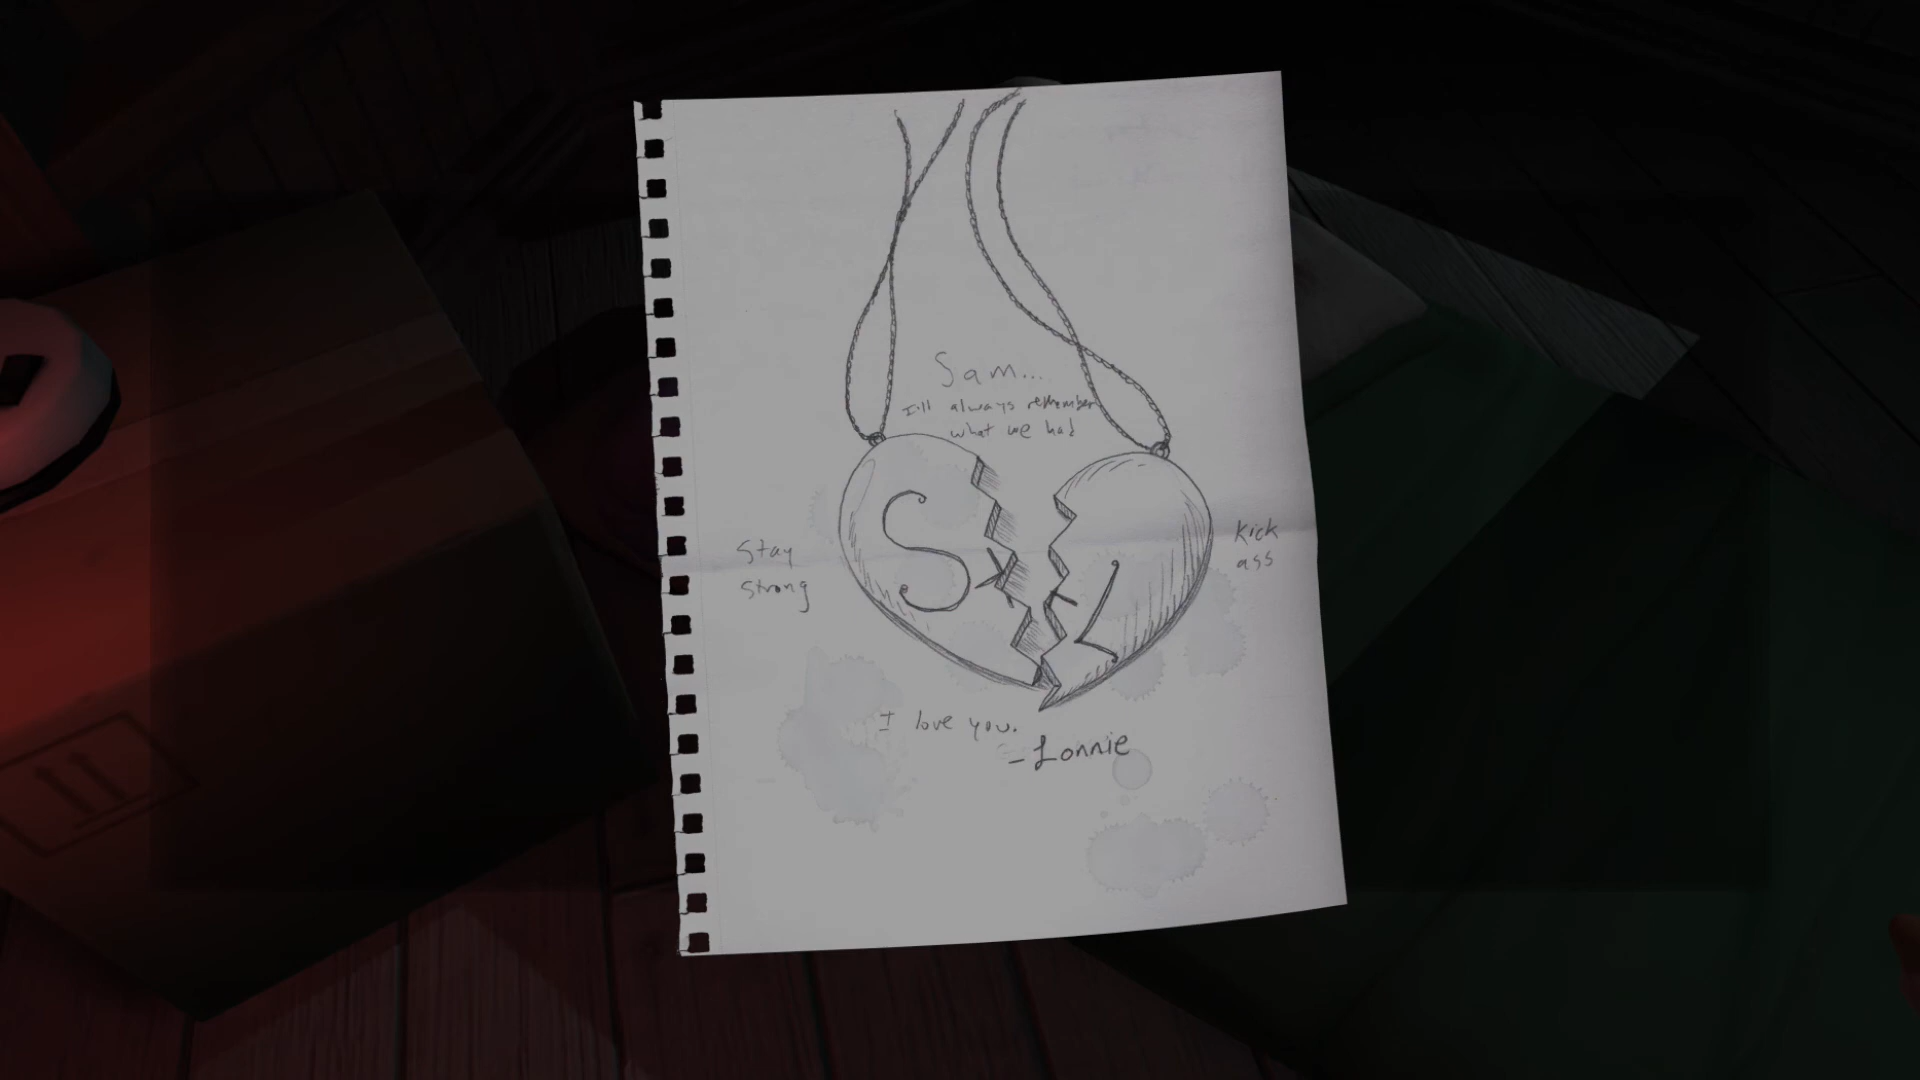 Sam...
I'll always remember
what we had
S + L
Stay
strong
kick
ass
I love you.
-Lonnie